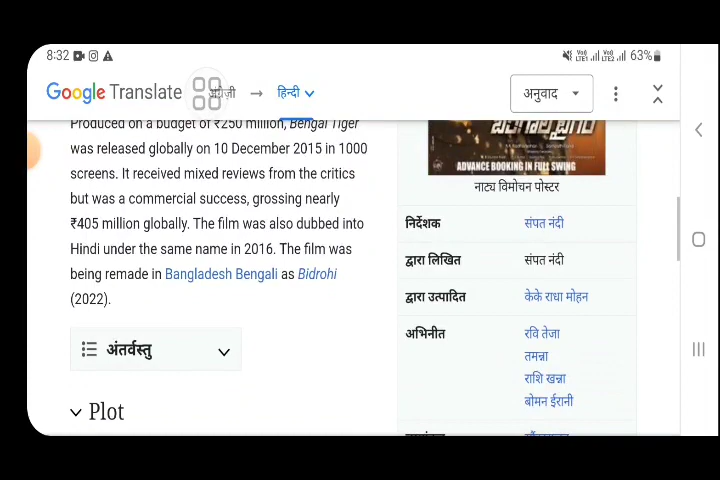 8:32
Vo)) LTE1 Vo)) LTE2 63%
Google Translate
अंग्रेज़ी → हिन्दी
अनुवाद
Produced on a budget of ₹250 million, Bengal Tiger
was released globally on 10 December 2015 in 1000
screens. It received mixed reviews from the critics
but was a commercial success, grossing nearly
₹405 million globally. The film was also dubbed into
Hindi under the same name in 2016. The film was
being remade in Bangladesh Bengali as Bidrohi
(2022).
अंतर्वस्तु
Plot
ADVANCE BOOKING IN FULL SWING
नाट्य विमोचन पोस्टर
निर्देशक संपत नंदी
द्वारा लिखित संपत नंदी
द्वारा उत्पादित केके राधा मोहन
अभिनीत रवि तेजा
तमन्ना
राशि खन्ना
बोमन ईरानी